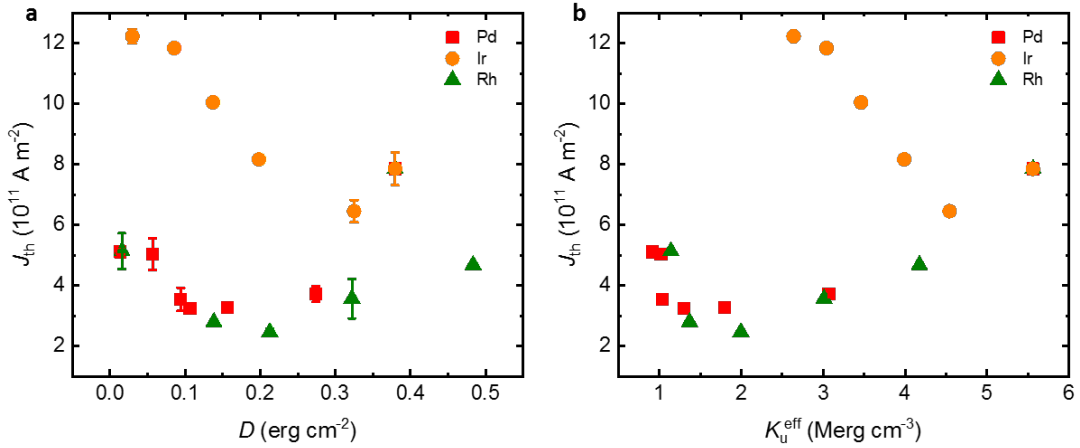 a
Pd
Ir
Rh
12
10
8
6
4
2
J_th (10^11 A m^-2)
0.0 0.1 0.2 0.3 0.4 0.5
D (erg cm^-2)
b
Pd
Ir
Rh
12
10
8
6
4
2
J_th (10^11 A m^-2)
1 2 3 4 5 6
K_u^eff (Merg cm^-3)